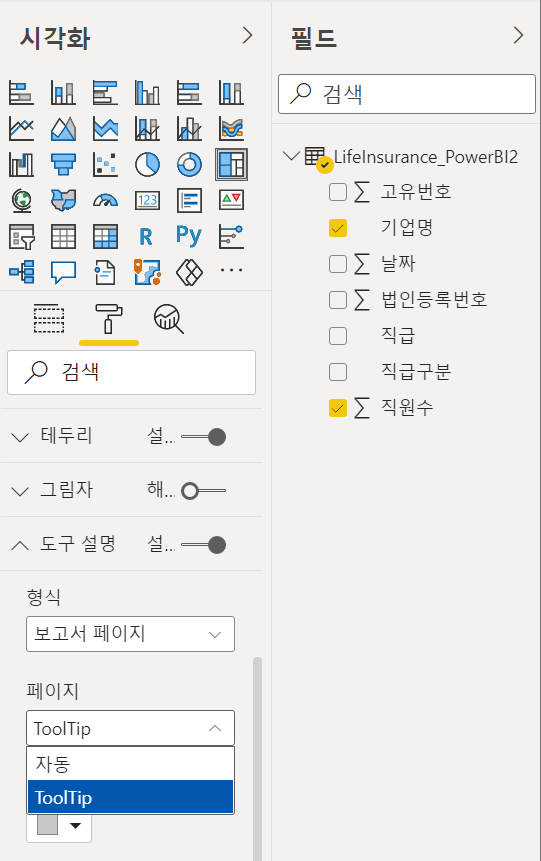 시각화
필드
검색
LifeInsurance_PowerBI2
고유번호
기업명
날짜
법인등록번호
직급
직급구분
직원수
123
R
Py
검색
테두리 설...
그림자 해...
도구 설명 설...
형식
보고서 페이지
페이지
ToolTip
자동
ToolTip